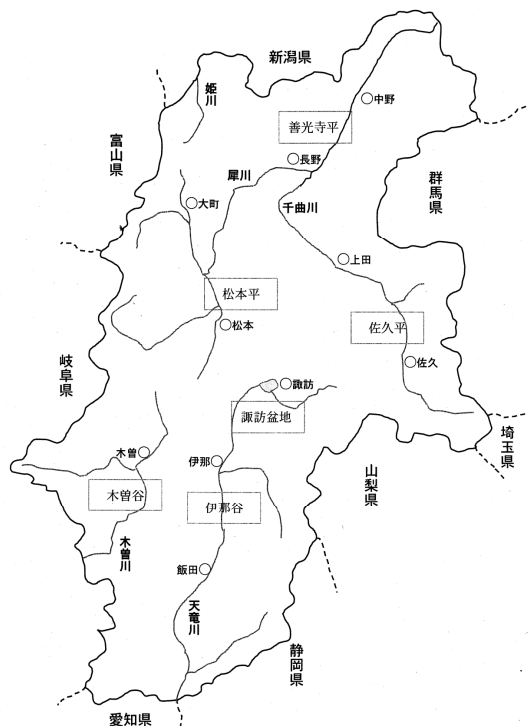 新潟県
姫川
中野
善光寺平
富山県
長野
犀川
群馬県
大町
千曲川
上田
松本平
佐久平
松本
岐阜県
佐久
諏訪
諏訪盆地
埼玉県
木曽
伊那
山梨県
木曽谷
伊那谷
木曽川
飯田
天竜川
静岡県
愛知県